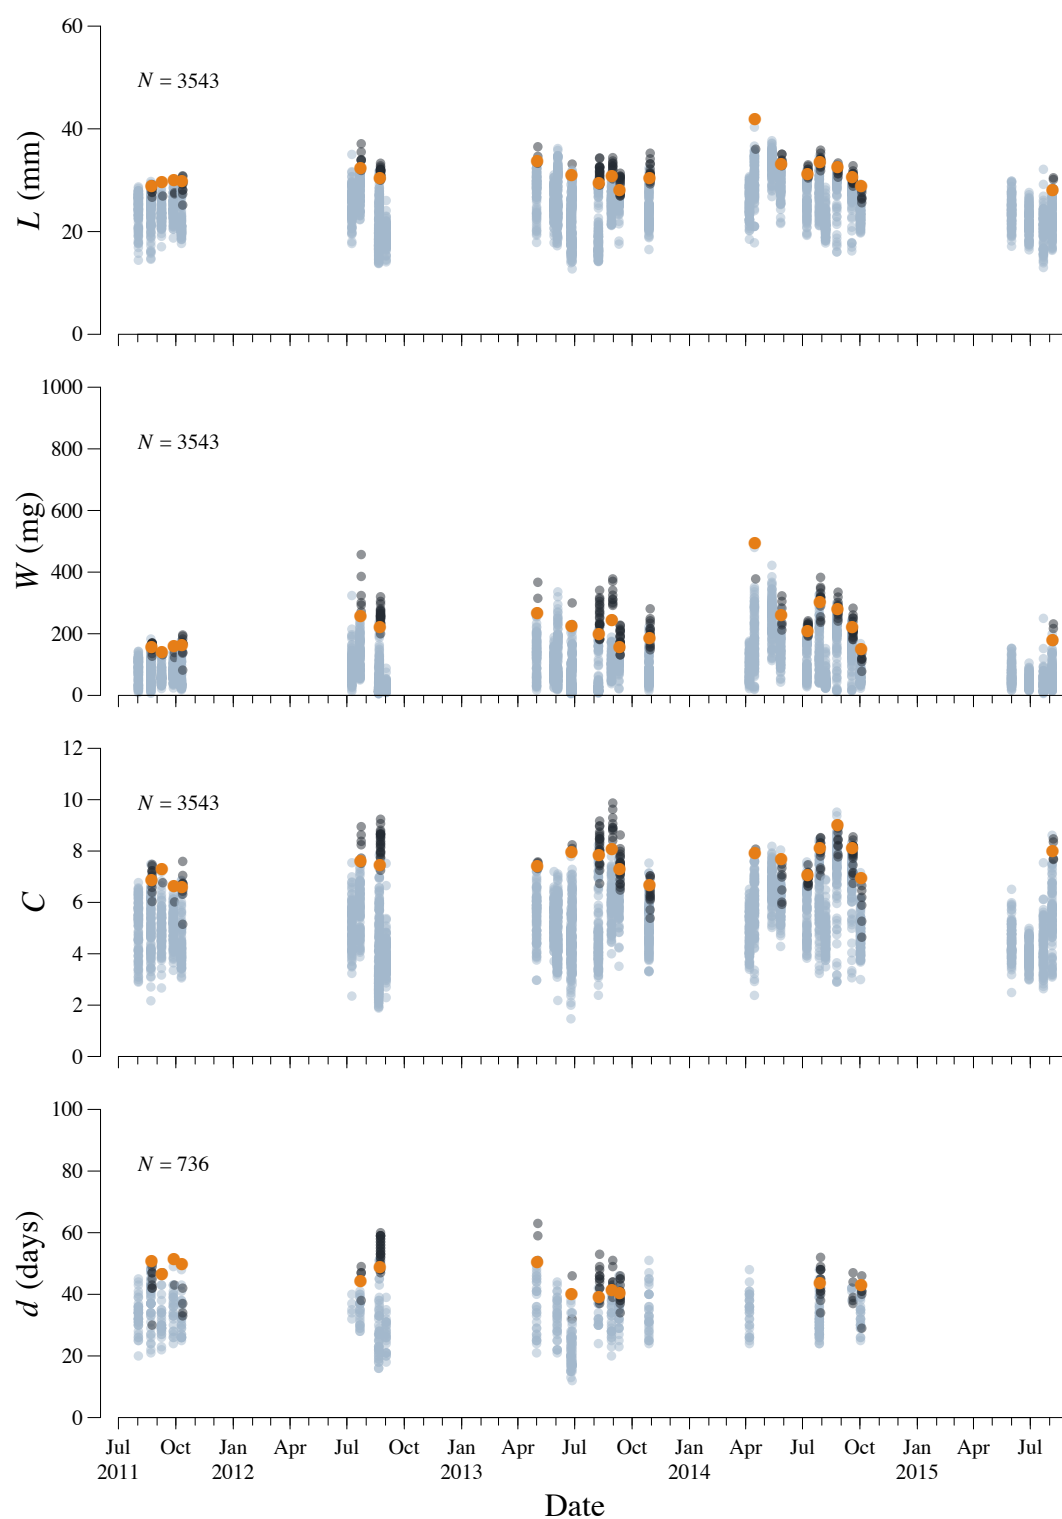 60
40
20
0
L (mm)
N = 3543
1000
800
600
400
200
0
W (mg)
N = 3543
12
10
8
6
4
2
0
C
N = 3543
100
80
60
40
20
0
d (days)
N = 736
Jul Oct Jan Apr Jul Oct Jan Apr Jul Oct Jan Apr Jul Oct Jan Apr Jul
2011 2012 2013 2014 2015
Date